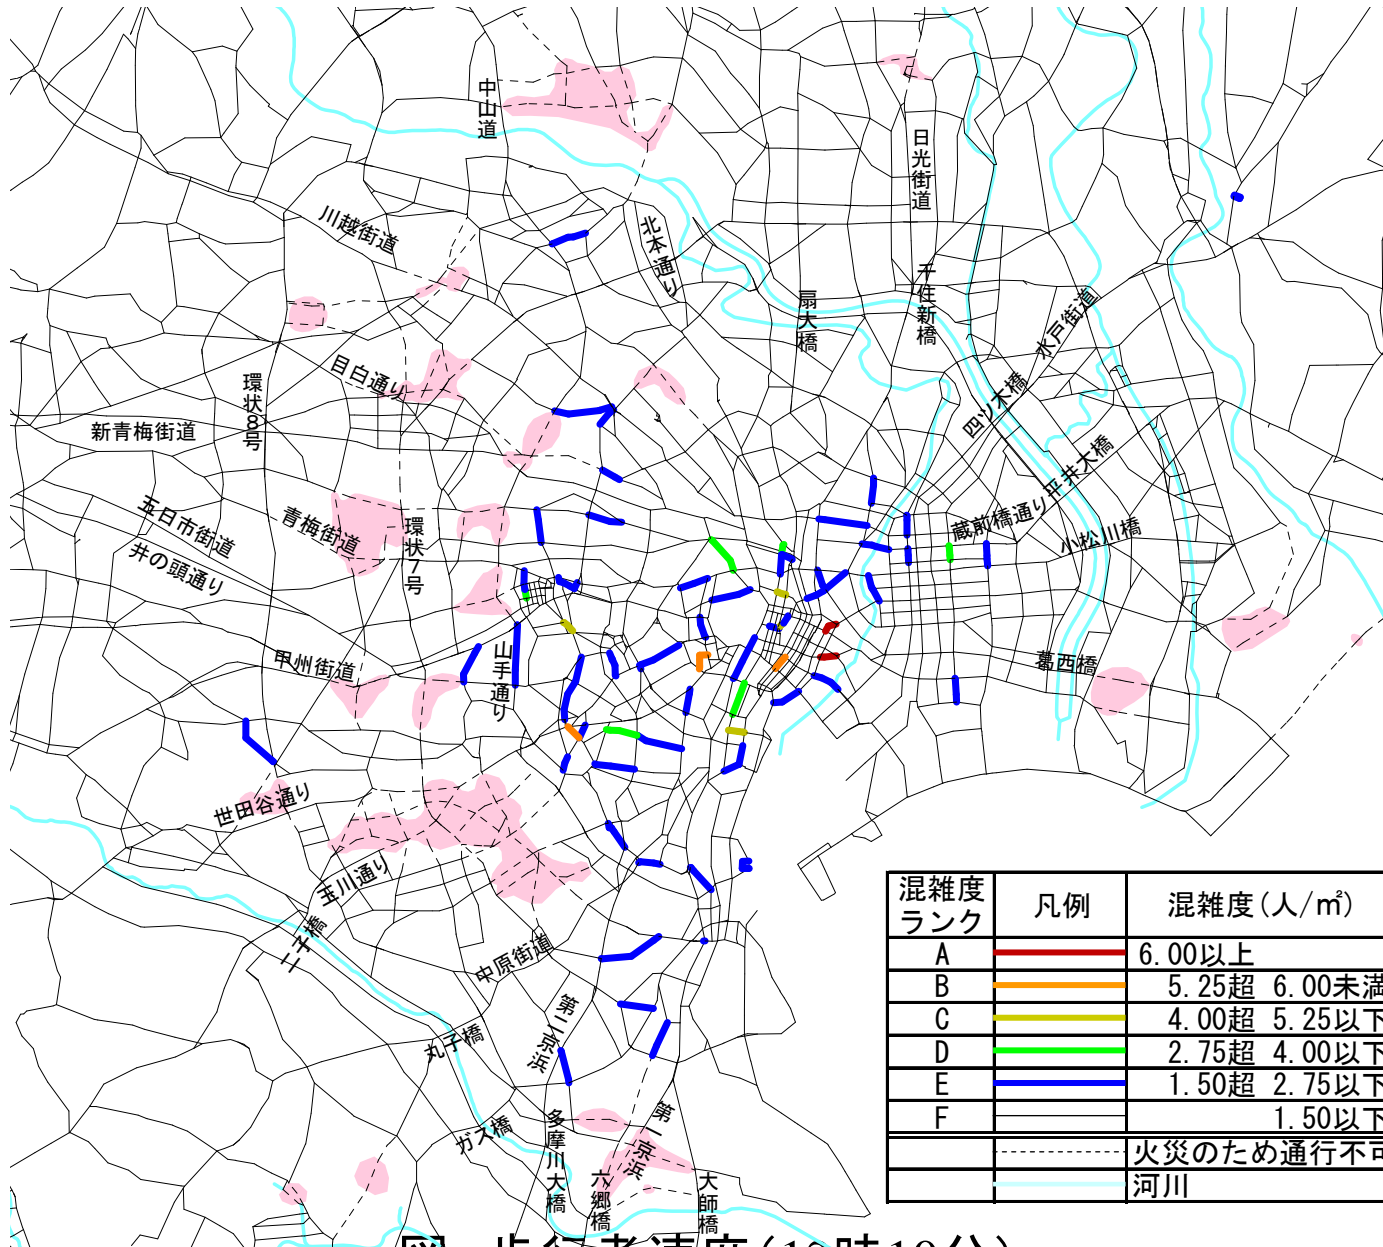 中山道
日光街道
川越街道
北本通り
千住新橋
扇大橋
水戸街道
目白通り
環状8号
四ツ木橋
新青梅街道
平井大橋
五日市街道
青梅街道
環状7号
蔵前橋通り
小松川橋
井の頭通り
甲州街道
山手通り
葛西橋
世田谷通り
玉川通り
二子橋
中原街道
第二京浜
丸子橋
ガス橋
多摩川大橋
第一京浜
六郷橋
大師橋
混雑度ランク 凡例 混雑度(人/㎡)
A 6.00以上
B 5.25超 6.00未満
C 4.00超 5.25以下
D 2.75超 4.00以下
E 1.50超 2.75以下
F 1.50以下
火災のため通行不可
河川